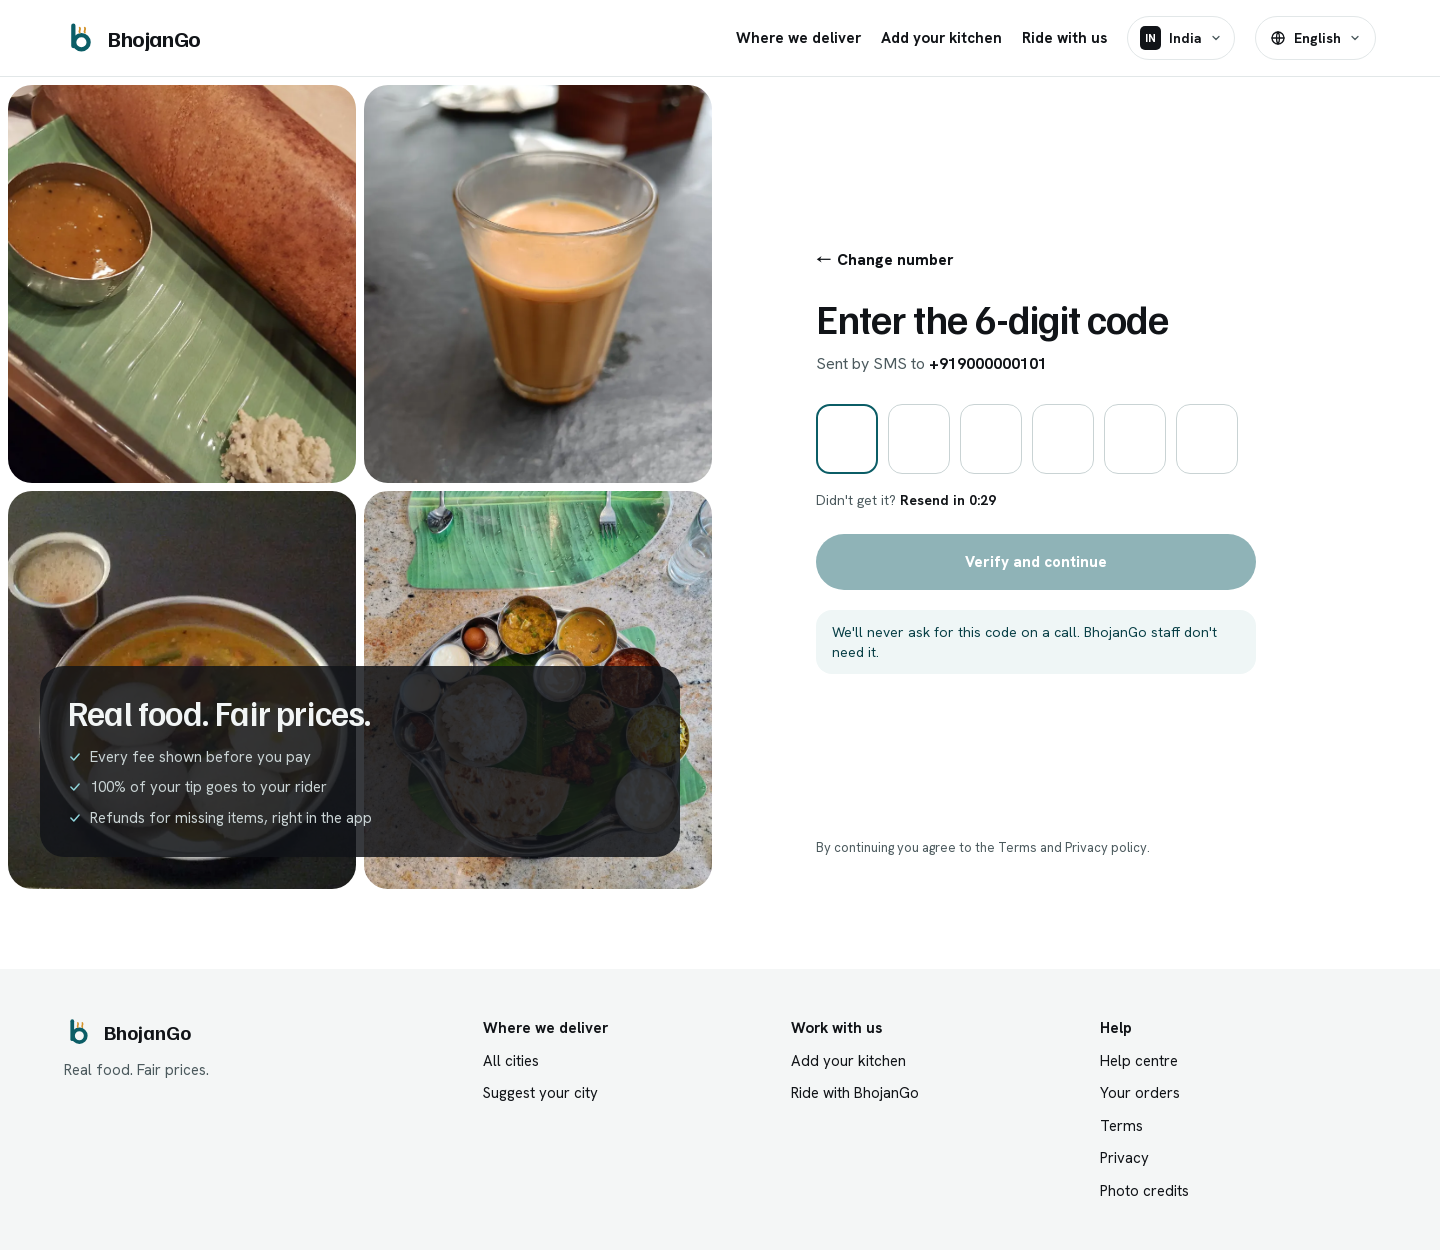 BhojanGo
Where we deliver
Add your kitchen
Ride with us
IN India
English
← Change number
Enter the 6-digit code
Sent by SMS to +919000000101
Didn't get it? Resend in 0:29
Verify and continue
We'll never ask for this code on a call. BhojanGo staff don't
need it.
Real food. Fair prices.
Every fee shown before you pay
100% of your tip goes to your rider
Refunds for missing items, right in the app
By continuing you agree to the Terms and Privacy policy.
BhojanGo
Real food. Fair prices.
Where we deliver
All cities
Suggest your city
Work with us
Add your kitchen
Ride with BhojanGo
Help
Help centre
Your orders
Terms
Privacy
Photo credits